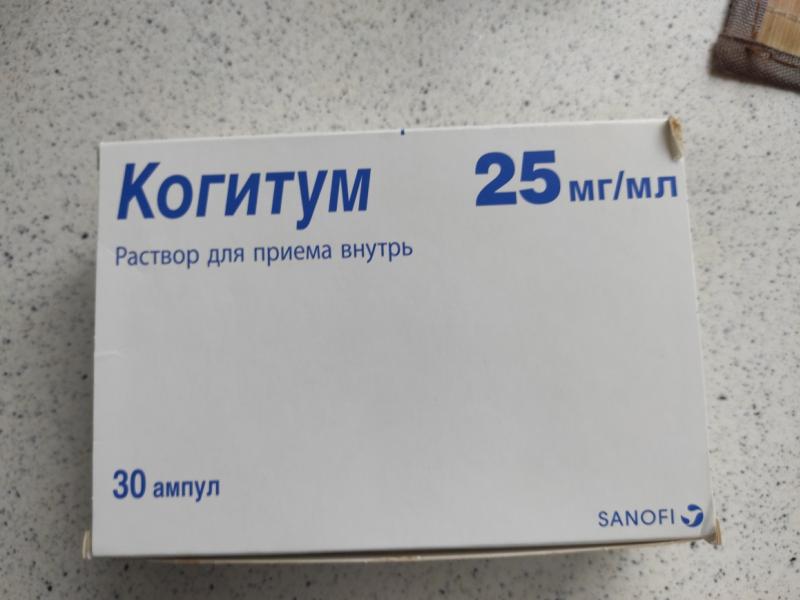 Когитум 25 мг/мл
Раствор для приема внутрь
30 ампул
SANOFI